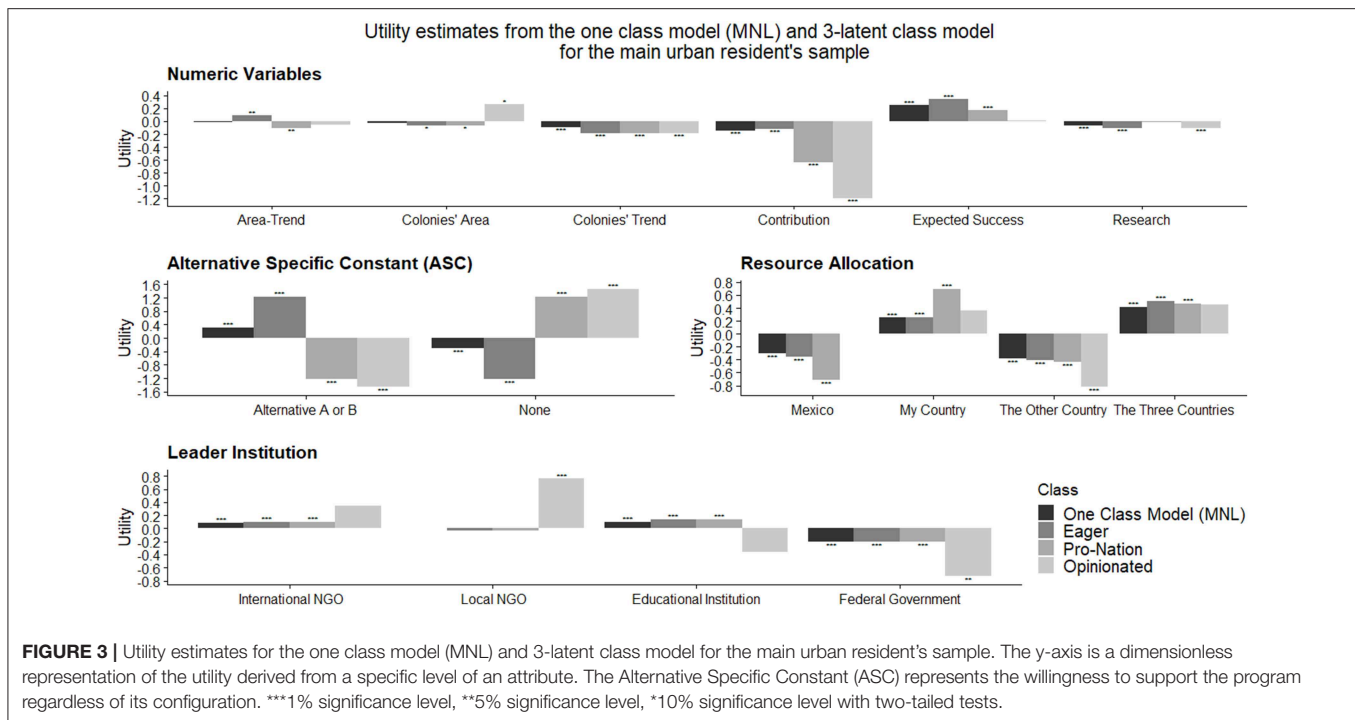 Utility estimates from the one class model (MNL) and 3-latent class model
for the main urban resident's sample
Numeric Variables
Utility
0.4
0.2
0.0
-0.2
-0.4
-0.6
-0.8
-1.0
-1.2
** ** * * * *** *** *** *** *** *** *** *** *** *** *** *** *** ***
Area-Trend Colonies' Area Colonies' Trend Contribution Expected Success Research
Alternative Specific Constant (ASC)
Utility
1.6
1.2
0.8
0.4
0.0
-0.4
-0.8
-1.2
-1.6
*** *** *** *** *** *** *** ***
Alternative A or B None
Resource Allocation
Utility
0.8
0.6
0.4
0.2
0.0
-0.2
-0.4
-0.6
-0.8
*** *** *** *** *** *** *** *** *** *** *** *** ***
Mexico My Country The Other Country The Three Countries
Leader Institution
Utility
0.8
0.6
0.4
0.2
0.0
-0.2
-0.4
-0.6
-0.8
*** *** *** *** *** *** *** *** *** *** **
International NGO Local NGO Educational Institution Federal Government
Class
One Class Model (MNL)
Eager
Pro-Nation
Opinionated
FIGURE 3 | Utility estimates for the one class model (MNL) and 3-latent class model for the main urban resident's sample. The y-axis is a dimensionless
representation of the utility derived from a specific level of an attribute. The Alternative Specific Constant (ASC) represents the willingness to support the program
regardless of its configuration. ***1% significance level, **5% significance level, *10% significance level with two-tailed tests.